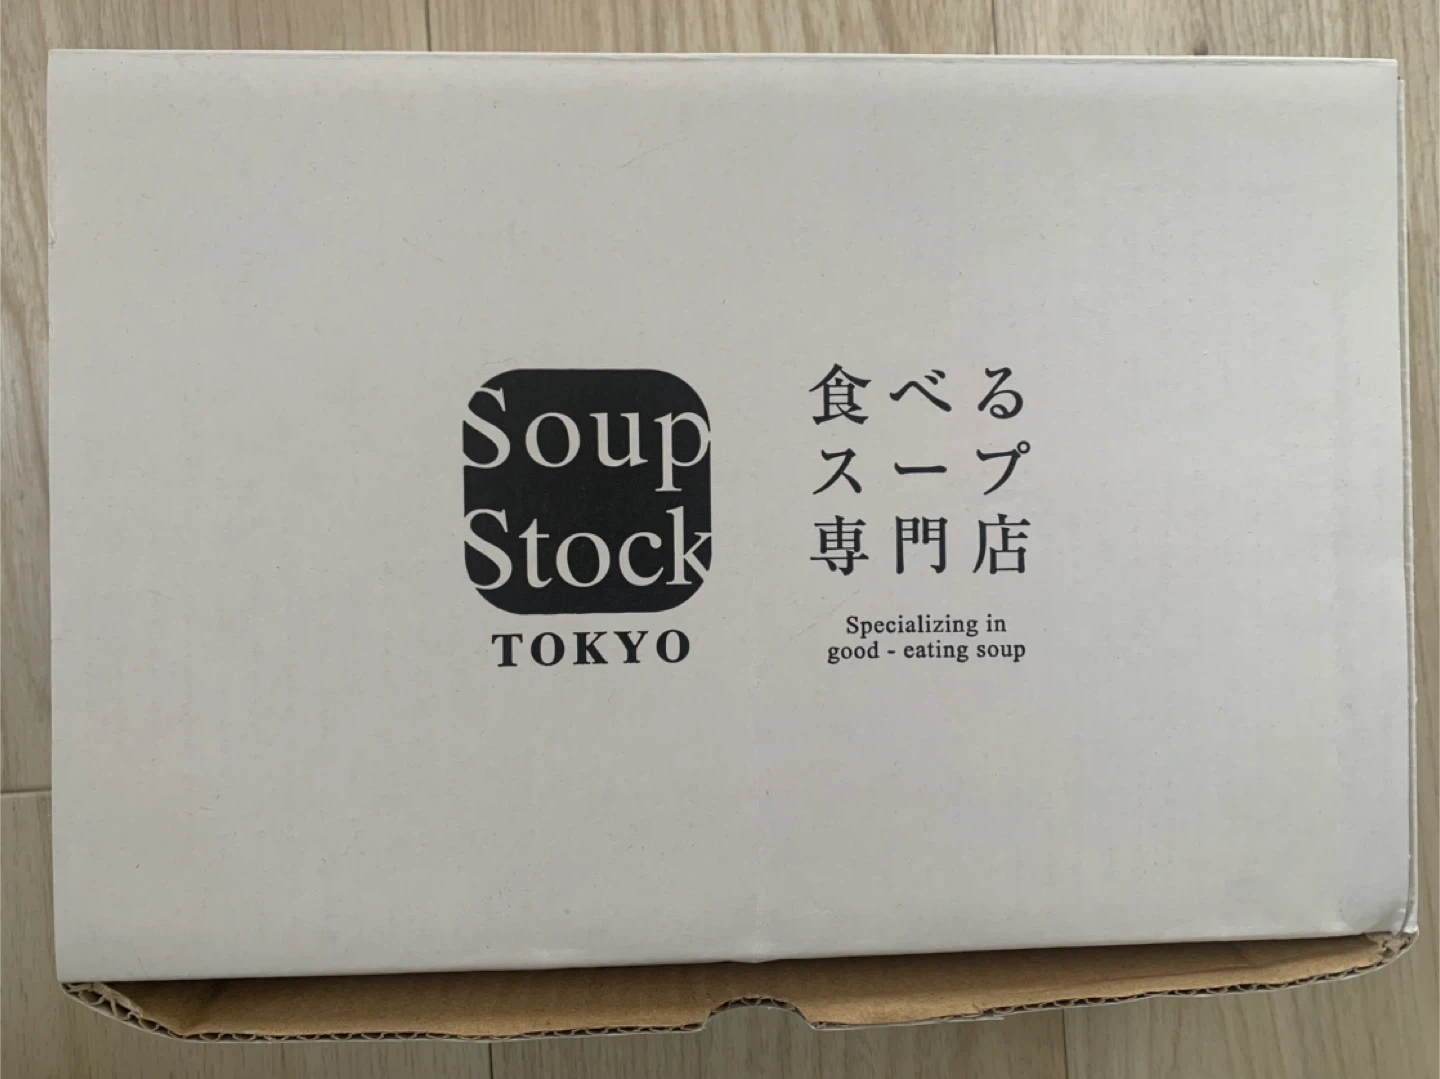 Soup
Stock
TOKYO
食べる
スープ
専門店
Specializing in
good - eating soup